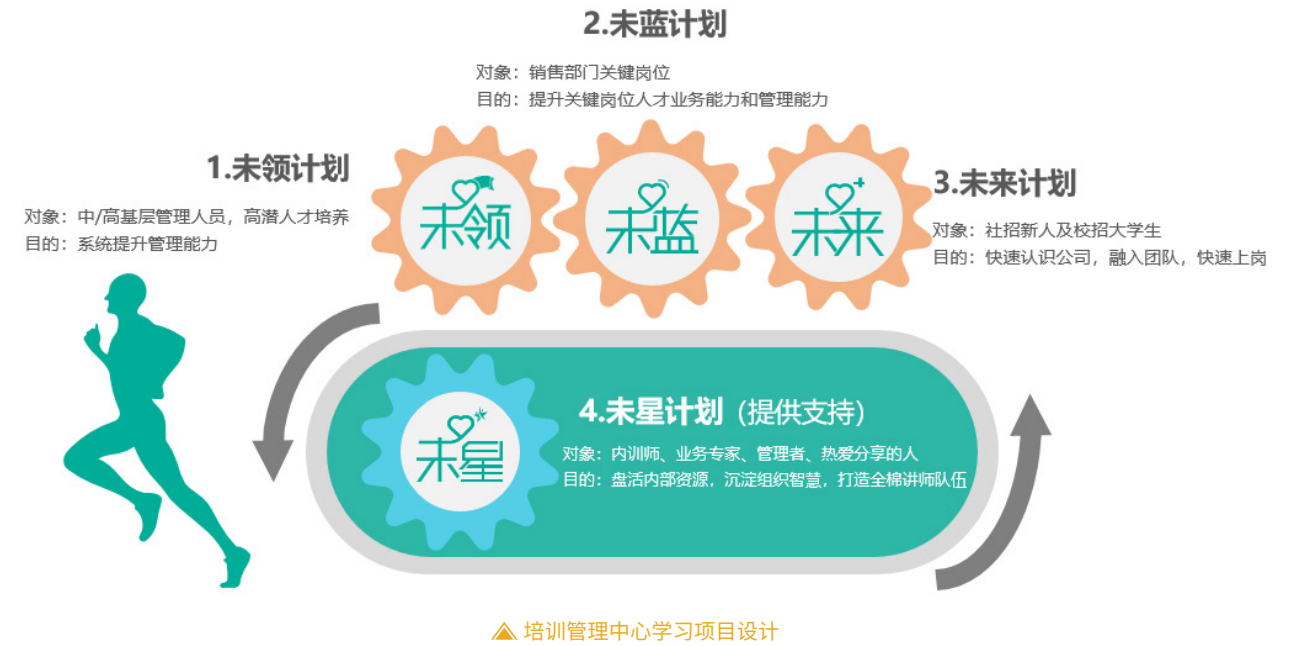 2.未蓝计划
对象：销售部门关键岗位
目的：提升关键岗位人才业务能力和管理能力
1.未领计划
对象：中/高基层管理人员，高潜人才培养
目的：系统提升管理能力
未领
未蓝
未来
3.未来计划
对象：社招新人及校招大学生
目的：快速认识公司，融入团队，快速上岗
未星
4.未星计划（提供支持）
对象：内训师、业务专家、管理者、热爱分享的人
目的：盘活内部资源，沉淀组织智慧，打造全棉讲师队伍
培训管理中心学习项目设计